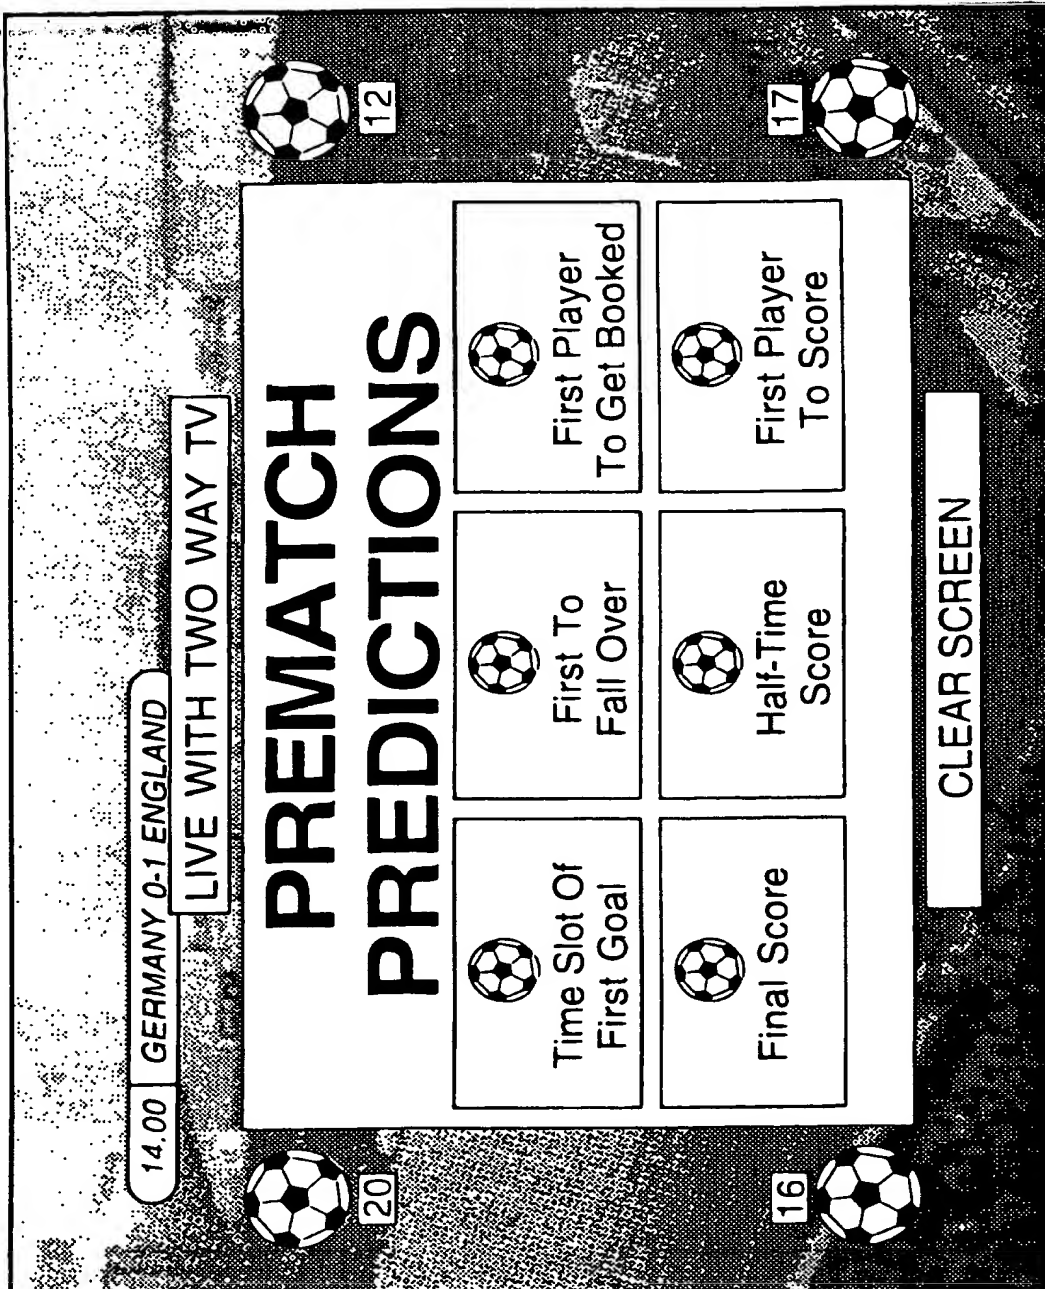 14.00 GERMANY 0-1 ENGLAND
LIVE WITH TWO WAY TV
20
12
PREMATCH
PREDICTIONS
Time Slot Of
First Goal
First To
Fall Over
First Player
To Get Booked
Final Score
Half-Time
Score
First Player
To Score
16
17
CLEAR SCREEN